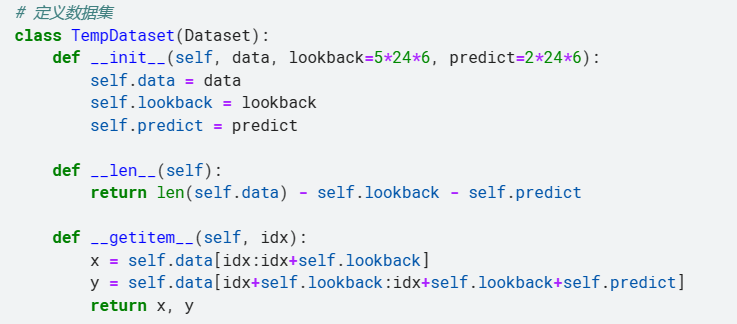 # 定义数据集
class TempDataset(Dataset):
    def __init__(self, data, lookback=5*24*6, predict=2*24*6):
        self.data = data
        self.lookback = lookback
        self.predict = predict

    def __len__(self):
        return len(self.data) - self.lookback - self.predict

    def __getitem__(self, idx):
        x = self.data[idx:idx+self.lookback]
        y = self.data[idx+self.lookback:idx+self.lookback+self.predict]
        return x, y